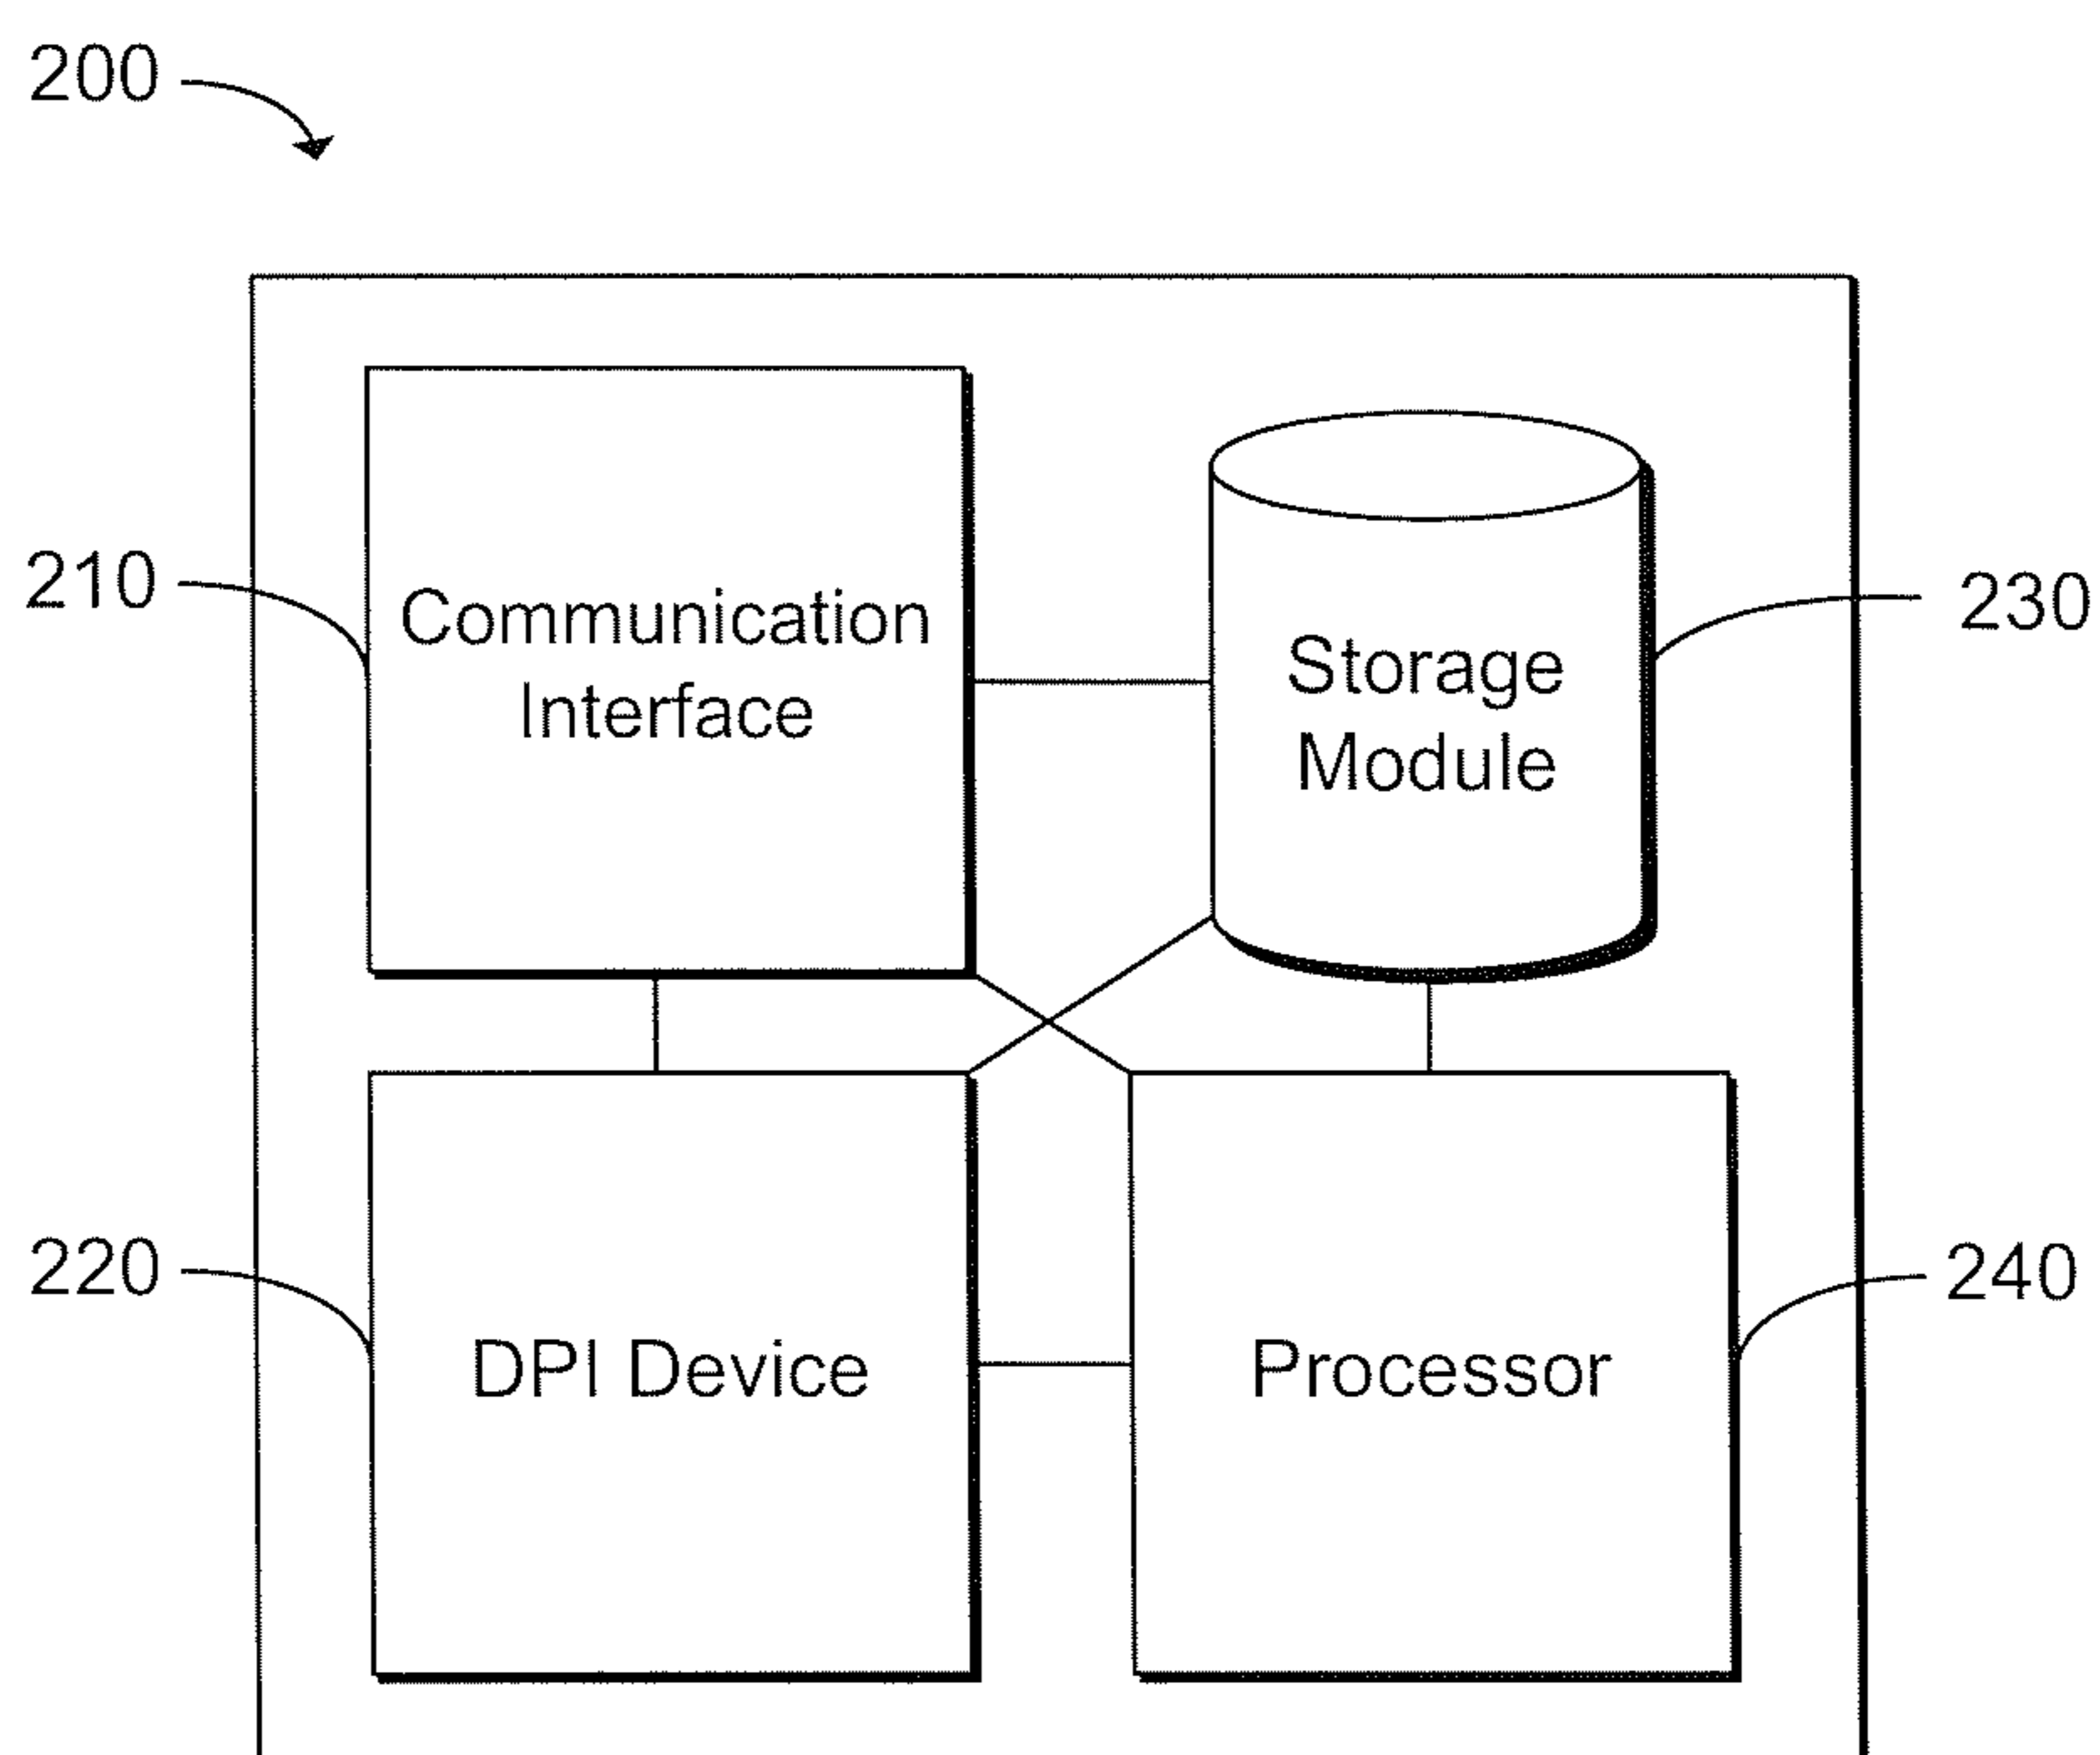 200
210
Communication
Interface
Storage
Module
230
220
DPI Device
Processor
240